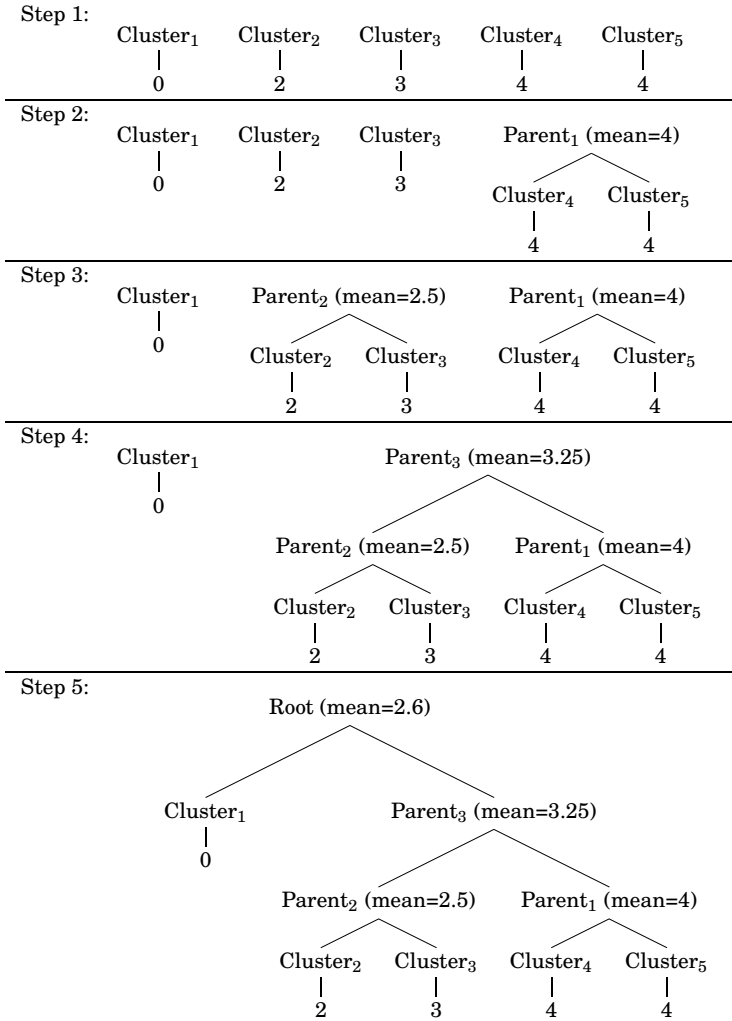 Step 1:
Cluster₁ Cluster₂ Cluster₃ Cluster₄ Cluster₅
0 2 3 4 4
Step 2:
Cluster₁ Cluster₂ Cluster₃ Parent₁ (mean=4)
0 2 3
Cluster₄ Cluster₅
4 4
Step 3:
Cluster₁ Parent₂ (mean=2.5) Parent₁ (mean=4)
0
Cluster₂ Cluster₃ Cluster₄ Cluster₅
2 3 4 4
Step 4:
Cluster₁ Parent₃ (mean=3.25)
0
Parent₂ (mean=2.5) Parent₁ (mean=4)
Cluster₂ Cluster₃ Cluster₄ Cluster₅
2 3 4 4
Step 5:
Root (mean=2.6)
Cluster₁ Parent₃ (mean=3.25)
0
Parent₂ (mean=2.5) Parent₁ (mean=4)
Cluster₂ Cluster₃ Cluster₄ Cluster₅
2 3 4 4